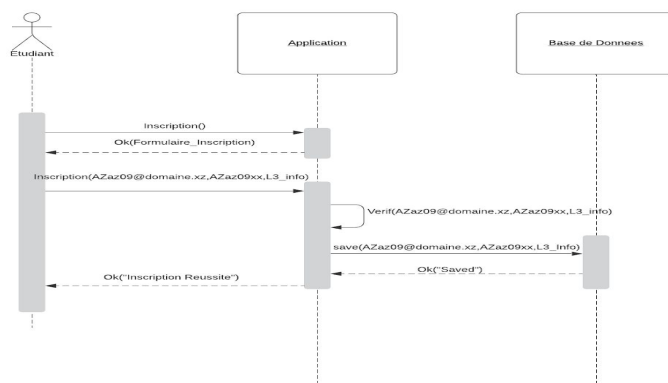 Etudiant
Application
Base de Donnees
Inscription()
Ok(Formulaire_Inscription)
Inscription(AZaz09@domaine.xz,AZaz09xx,L3_info)
Verif(AZaz09@domaine.xz,AZaz09xx,L3_info)
save(AZaz09@domaine.xz,AZaz09xx,L3_Info)
Ok("Saved")
Ok("Inscription Reussite")